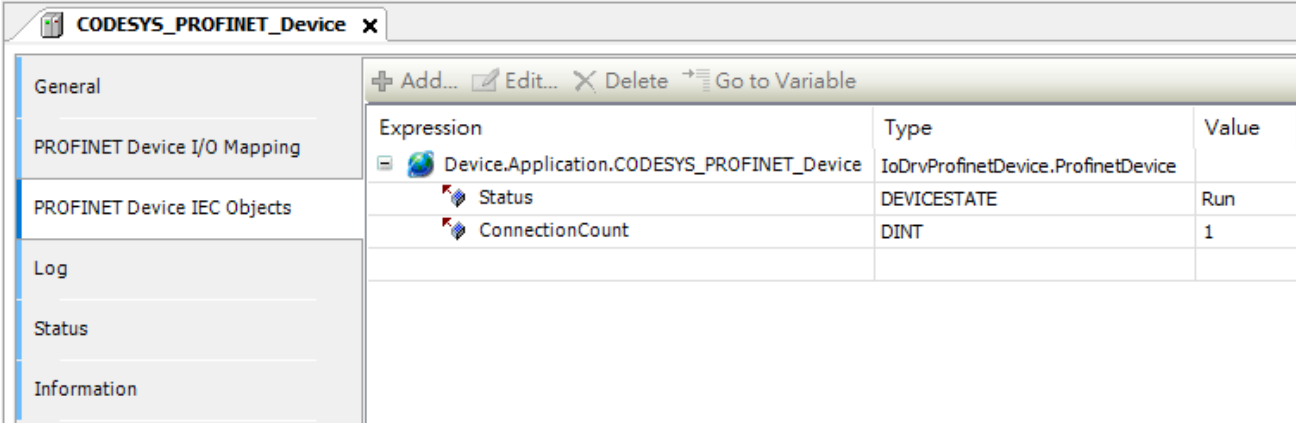 CODESYS_PROFINET_Device
General
PROFINET Device I/O Mapping
PROFINET Device IEC Objects
Log
Status
Information
Add... Edit... Delete Go to Variable
Expression Type Value
Device.Application.CODESYS_PROFINET_Device IoDrvProfinetDevice.ProfinetDevice
Status DEVICESTATE Run
ConnectionCount DINT 1